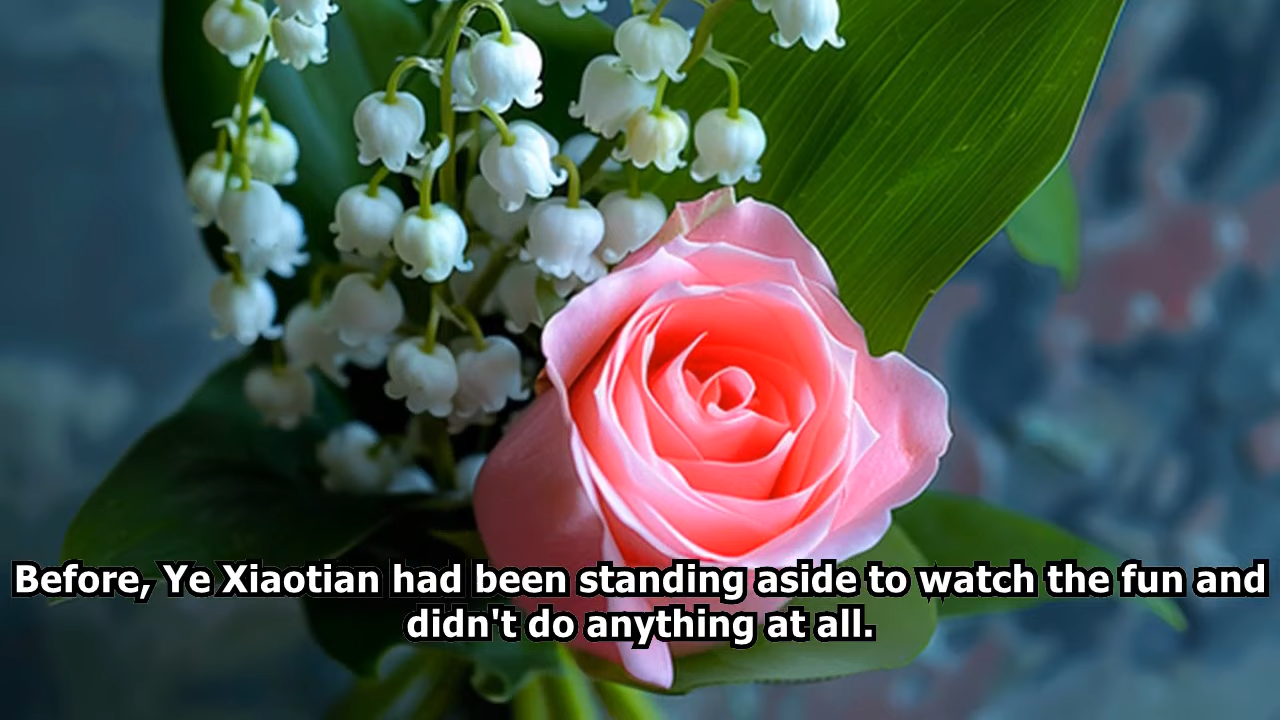 Before, Ye Xiaotian had been standing aside to watch the fun and
didn't do anything at all.